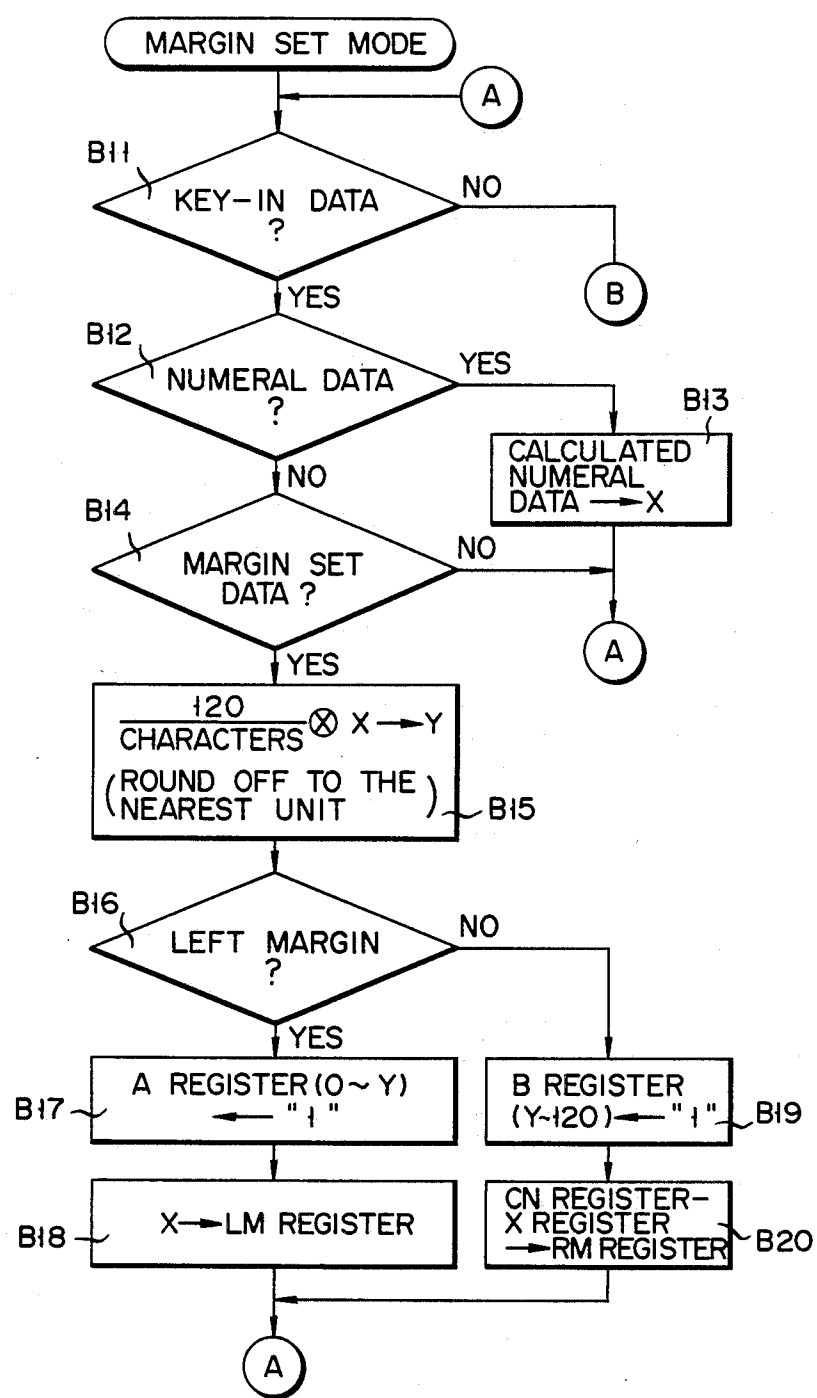 MARGIN SET MODE
A
B11
KEY-IN DATA
?
NO
B
YES
B12
NUMERAL DATA
?
YES
B13
CALCULATED
NUMERAL
DATA → X
NO
B14
MARGIN SET
DATA ?
NO
A
YES
120
CHARACTERS ⊗ X → Y
(ROUND OFF TO THE
NEAREST UNIT)
B15
B16
LEFT MARGIN
?
NO
YES
A REGISTER (0 ~ Y)
← "1"
B17
B REGISTER
(Y~120) ← "1"
B19
X → LM REGISTER
B18
CN REGISTER-
X REGISTER
→ RM REGISTER
B20
A